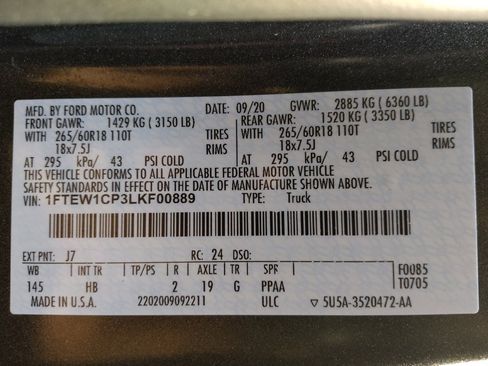 MFD. BY FORD MOTOR CO. DATE: 09/20 GVWR: 2885 KG ( 6360 LB)
FRONT GAWR: 1429 KG ( 3150 LB) REAR GAWR: 1520 KG ( 3350 LB)
WITH 265/60R18 110T TIRES WITH 265/60R18 110T TIRES
18x7.5J RIMS 18x7.5J RIMS
AT 295 kPa/ 43 PSI COLD AT 295 kPa/ 43 PSI COLD
THIS VEHICLE CONFORMS TO ALL APPLICABLE FEDERAL MOTOR VEHICLE
SAFETY STANDARDS IN EFFECT ON THE DATE OF MANUFACTURE SHOWN ABOVE.
VIN: 1FTEW1CP3LKF00889 TYPE: Truck
EXT PNT: J7 RC: 24 DSO:
WB INT TR TP/PS R AXLE TR SPR F0085
145 HB 2 19 G PPAA T0705
MADE IN U.S.A. 2202009092211 ULC ▽ 5U5A-3520472-AA